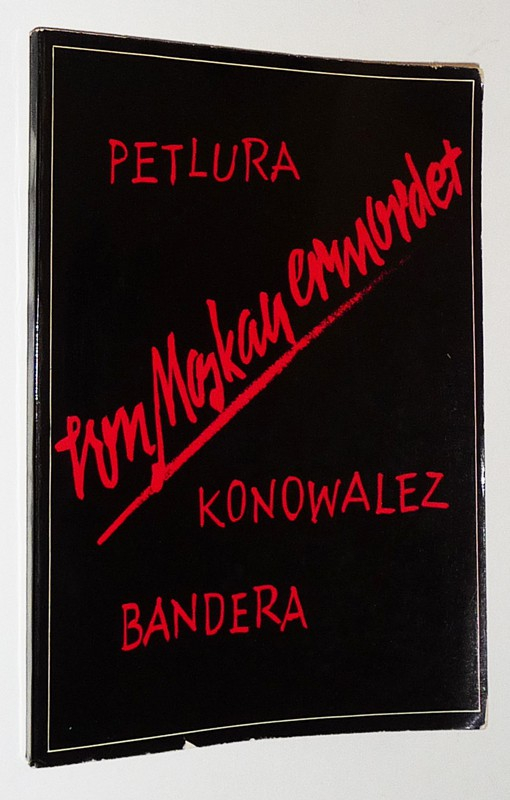 PETLURA
von Moskau ermordet
KONOWALEZ
BANDERA